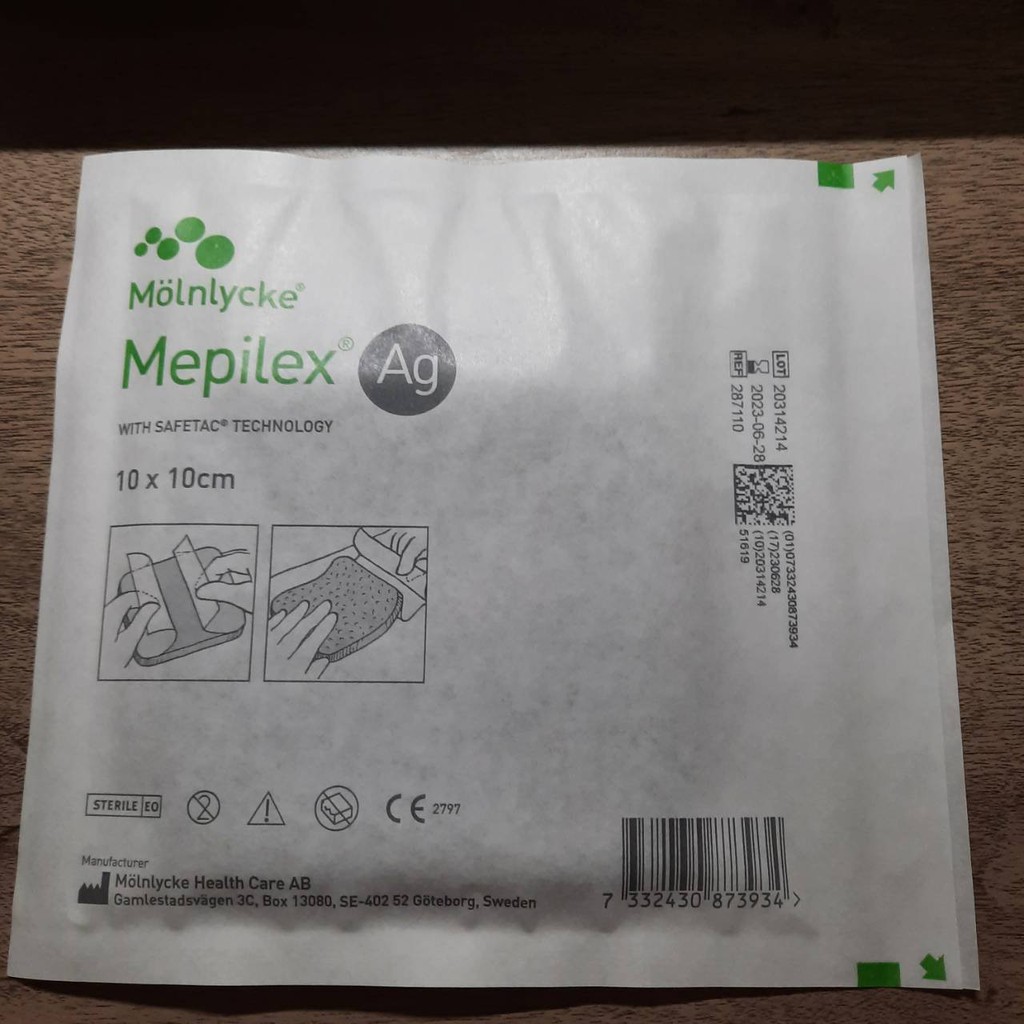 Mölnlycke®
Mepilex® Ag
WITH SAFETAC® TECHNOLOGY
10 x 10cm
LOT 20314214
2023-06-28
REF 287110
(01)07332430873934
(17)230628
(10)20314214
51619
STERILE EO
2
CE 2797
Manufacturer
Mölnlycke Health Care AB
Gamlestadsvägen 3C, Box 13080, SE-402 52 Göteborg, Sweden
7 332430 873934 >